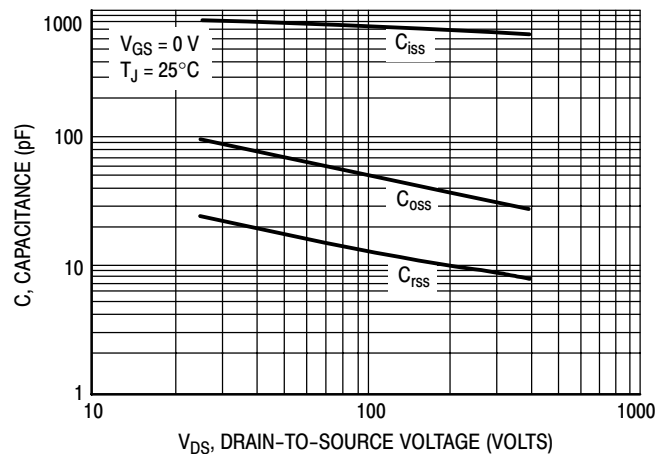 1000
V_GS = 0 V
T_J = 25°C
C_iss
100
C_oss
10
C_rss
1
10
100
1000
C, CAPACITANCE (pF)
V_DS, DRAIN-TO-SOURCE VOLTAGE (VOLTS)